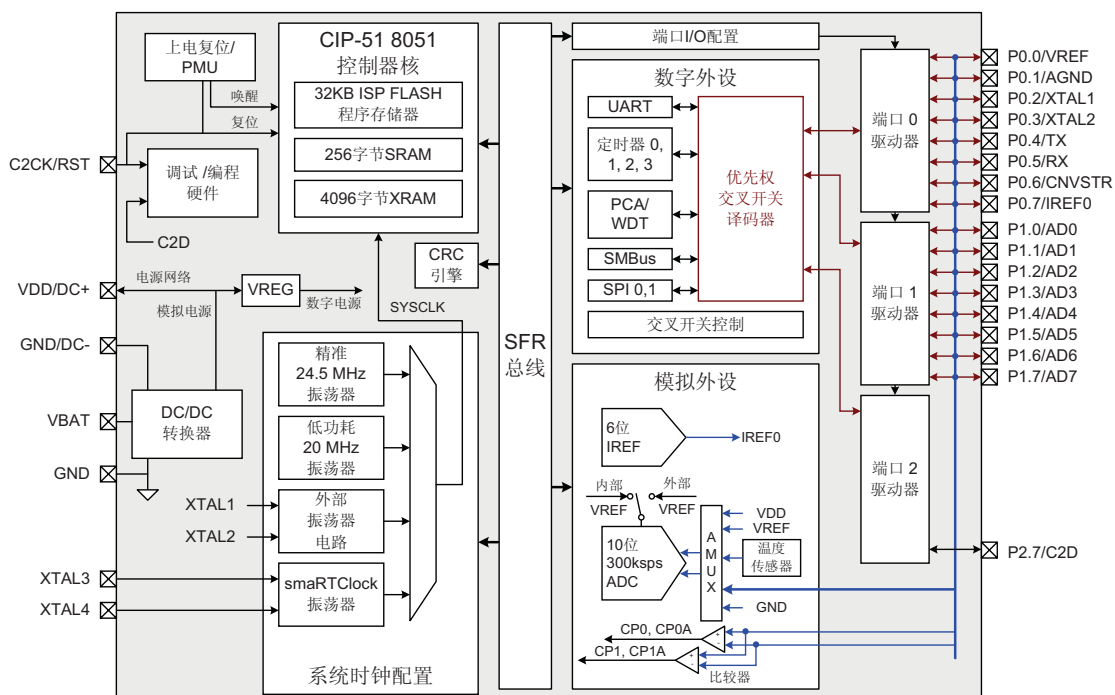 上电复位/
PMU
唤醒
复位
C2CK/RST
调试 /编程
硬件
C2D
CIP-51 8051
控制器核
32KB ISP FLASH
程序存储器
256字节SRAM
4096字节XRAM
CRC
引擎
VDD/DC+
电源网络
模拟电源
VREG
数字电源
SYSCLK
GND/DC-
VBAT
DC/DC
转换器
GND
精准
24.5 MHz
振荡器
低功耗
20 MHz
振荡器
XTAL1
XTAL2
外部
振荡器
电路
XTAL3
XTAL4
smaRTClock
振荡器
系统时钟配置
SFR
总线
端口I/O配置
数字外设
UART
定时器 0,
1, 2, 3
PCA/
WDT
SMBus
SPI 0,1
优先权
交叉开关
译码器
交叉开关控制
模拟外设
6位
IREF
IREF0
内部
VREF
外部
VREF
10位
300ksps
ADC
A
M
U
X
VDD
VREF
温度
传感器
GND
CP0, CP0A
+
-
CP1, CP1A
+
-
比较器
端口 0
驱动器
端口 1
驱动器
端口 2
驱动器
P0.0/VREF
P0.1/AGND
P0.2/XTAL1
P0.3/XTAL2
P0.4/TX
P0.5/RX
P0.6/CNVSTR
P0.7/IREF0
P1.0/AD0
P1.1/AD1
P1.2/AD2
P1.3/AD3
P1.4/AD4
P1.5/AD5
P1.6/AD6
P1.7/AD7
P2.7/C2D